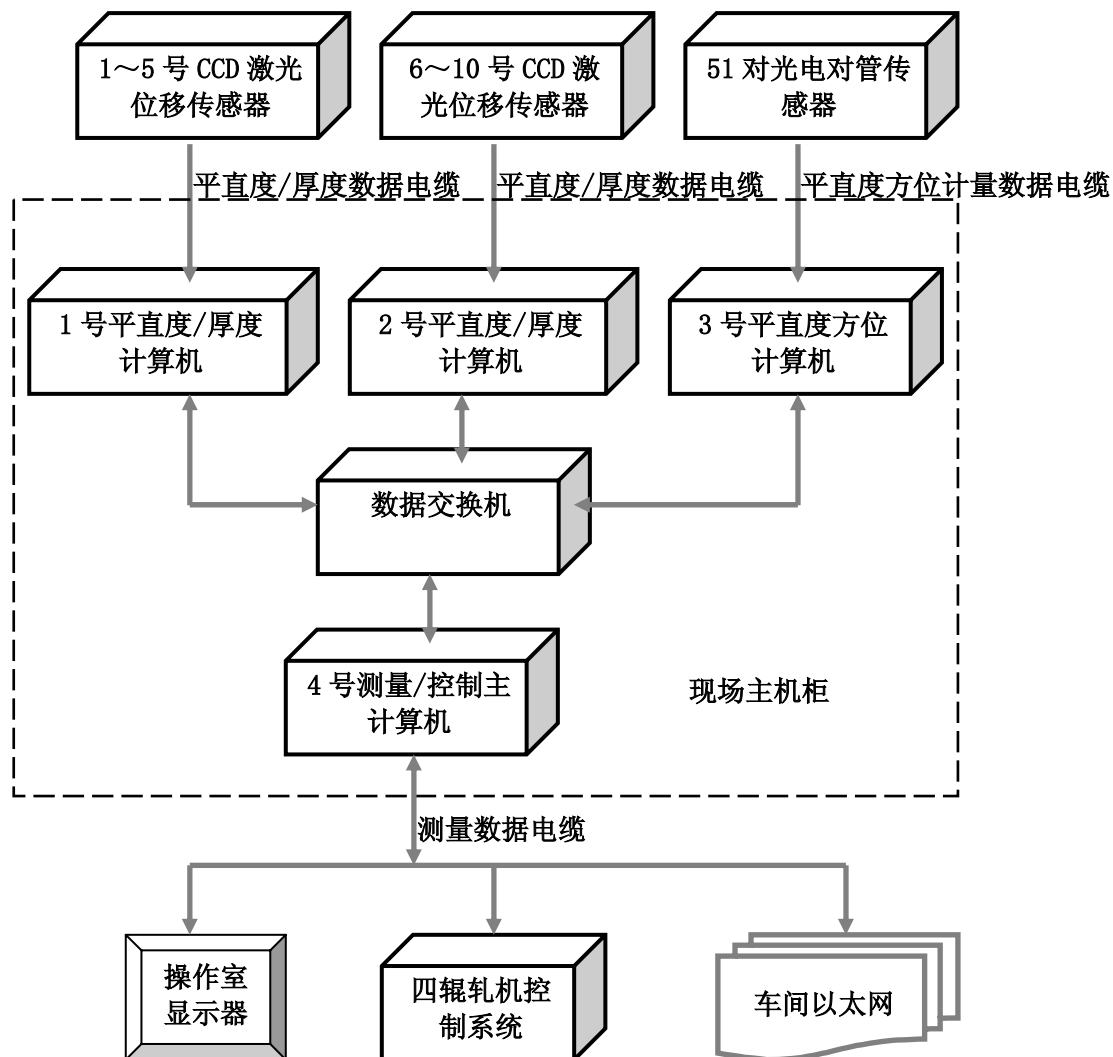 1～5 号 CCD 激光
位移传感器
6～10 号 CCD 激
光位移传感器
51 对光电对管传
感器
平直度/厚度数据电缆
平直度/厚度数据电缆
平直度方位计量数据电缆
1 号平直度/厚度
计算机
2 号平直度/厚度
计算机
3 号平直度方位
计算机
数据交换机
4 号测量/控制主
计算机
现场主机柜
测量数据电缆
操作室
显示器
四辊轧机控
制系统
车间以太网